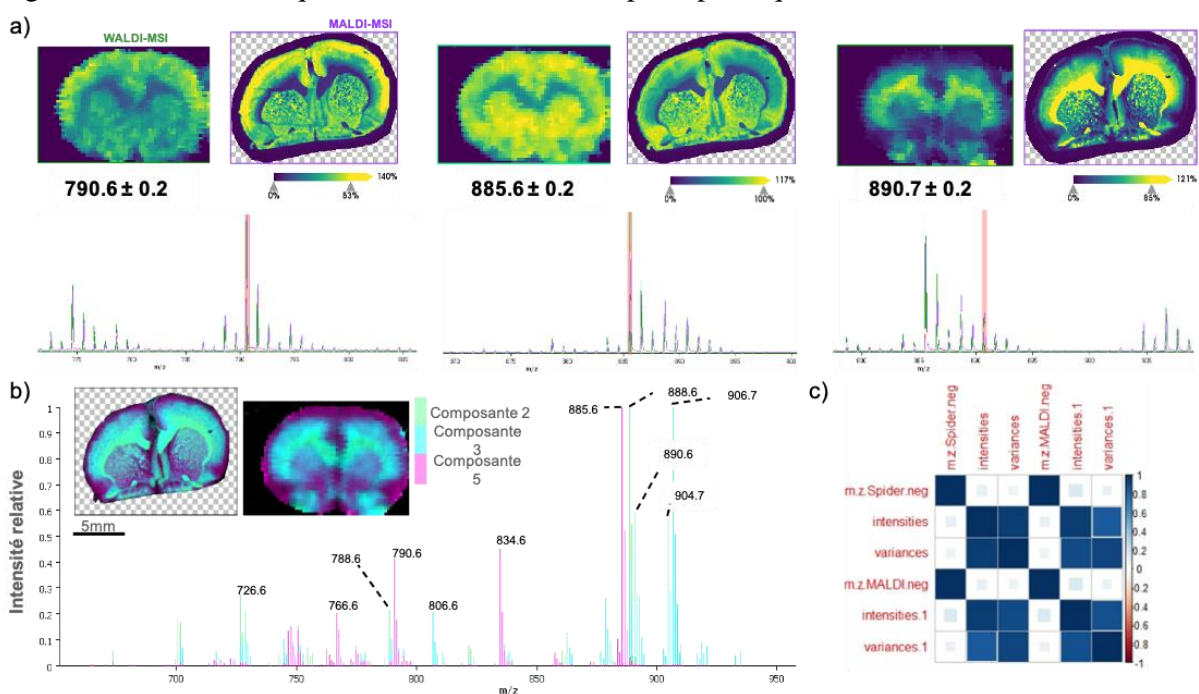 a)
WALDI-MSI
MALDI-MSI
790.6 ± 0.2
0%
83%
140%
885.6 ± 0.2
0%
100%
117%
890.7 ± 0.2
0%
85%
121%
m/z
m/z
m/z
b)
Intensité relative
1
0.9
0.8
0.7
0.6
0.5
0.4
0.3
0.2
0.1
0
5mm
Composante 2
Composante
3
Composante
5
726.6
788.6
766.6
790.6
806.6
834.6
885.6
888.6
906.7
890.6
904.7
700
750
800
850
900
950
m/z
c)
m.z.Spider.neg
intensities
variances
m.z.MALDI.neg
intensities.1
variances.1
m.z.Spider.neg
intensities
variances
m.z.MALDI.neg
intensities.1
variances.1
1
0.8
0.6
0.4
0.2
0
-0.2
-0.4
-0.6
-0.8
-1